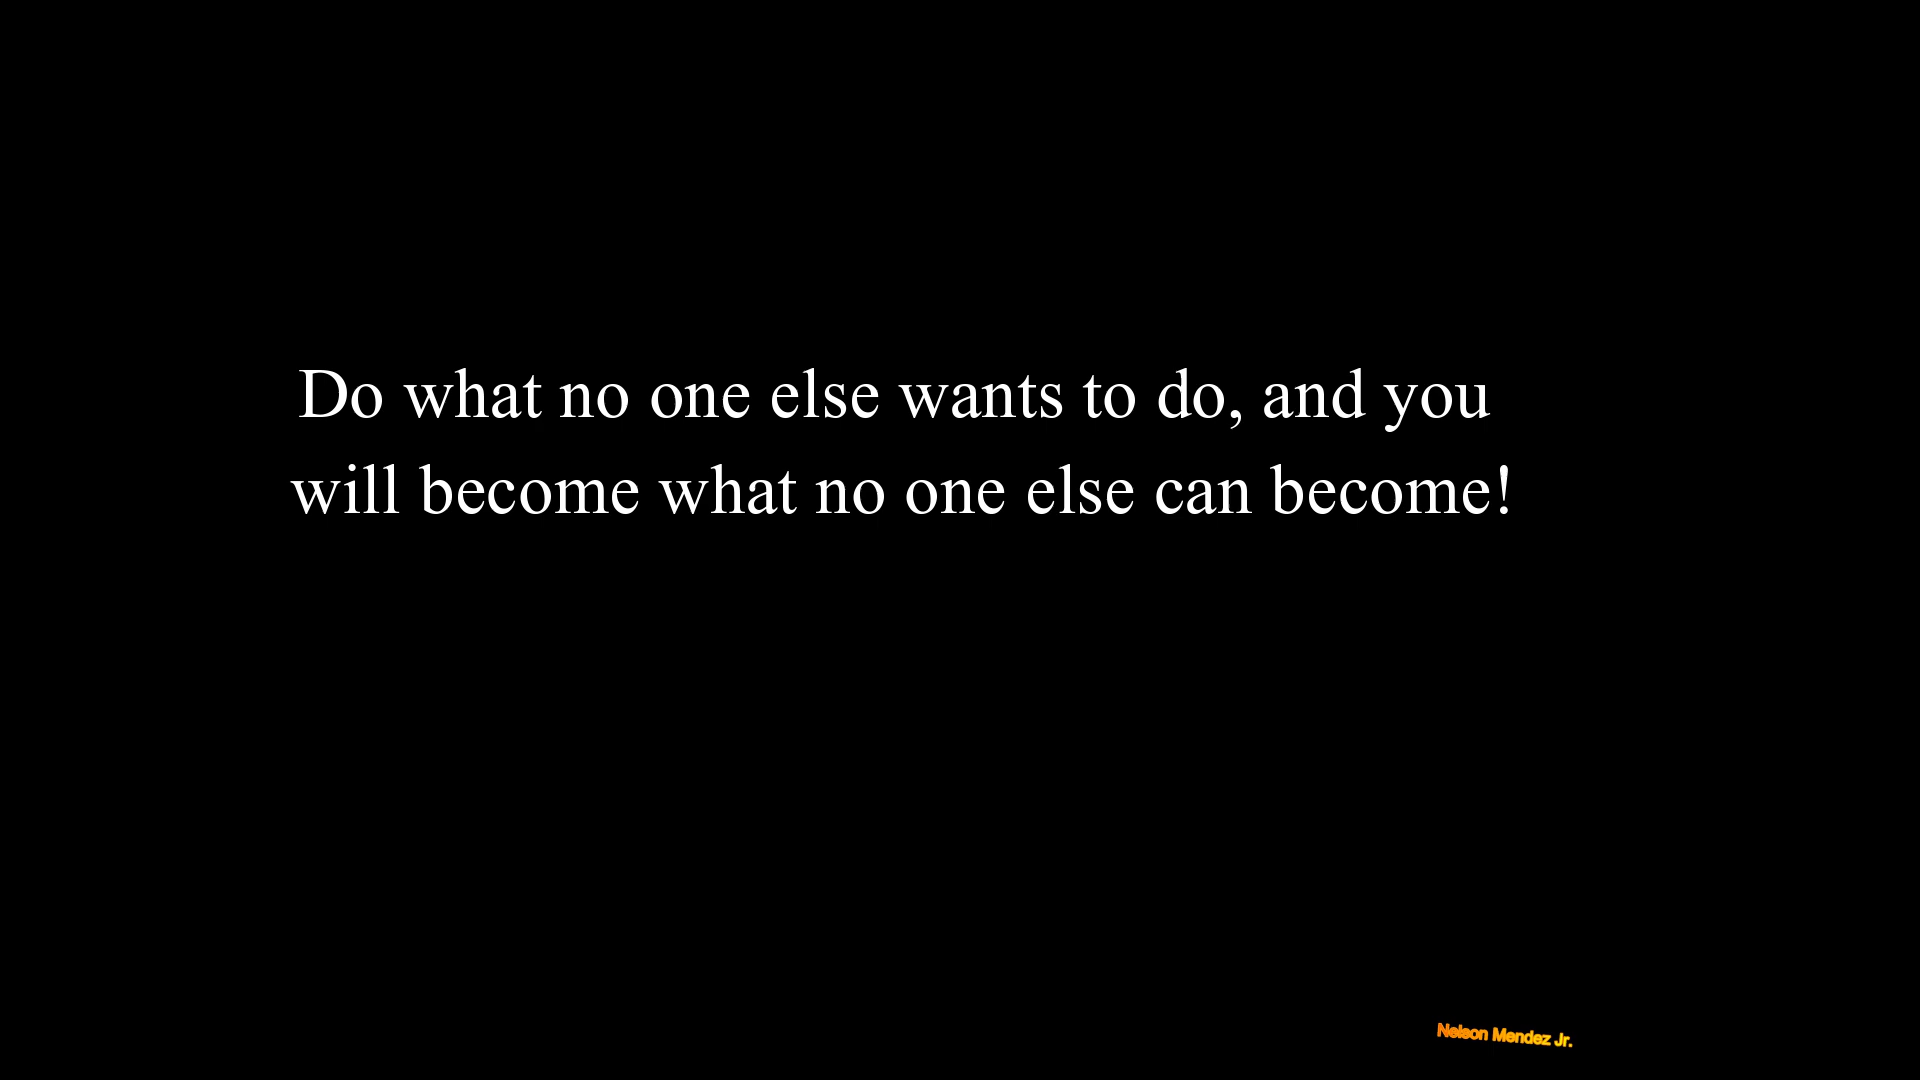 Do what no one else wants to do, and you
will become what no one else can become!
Nelson Mendez Jr.